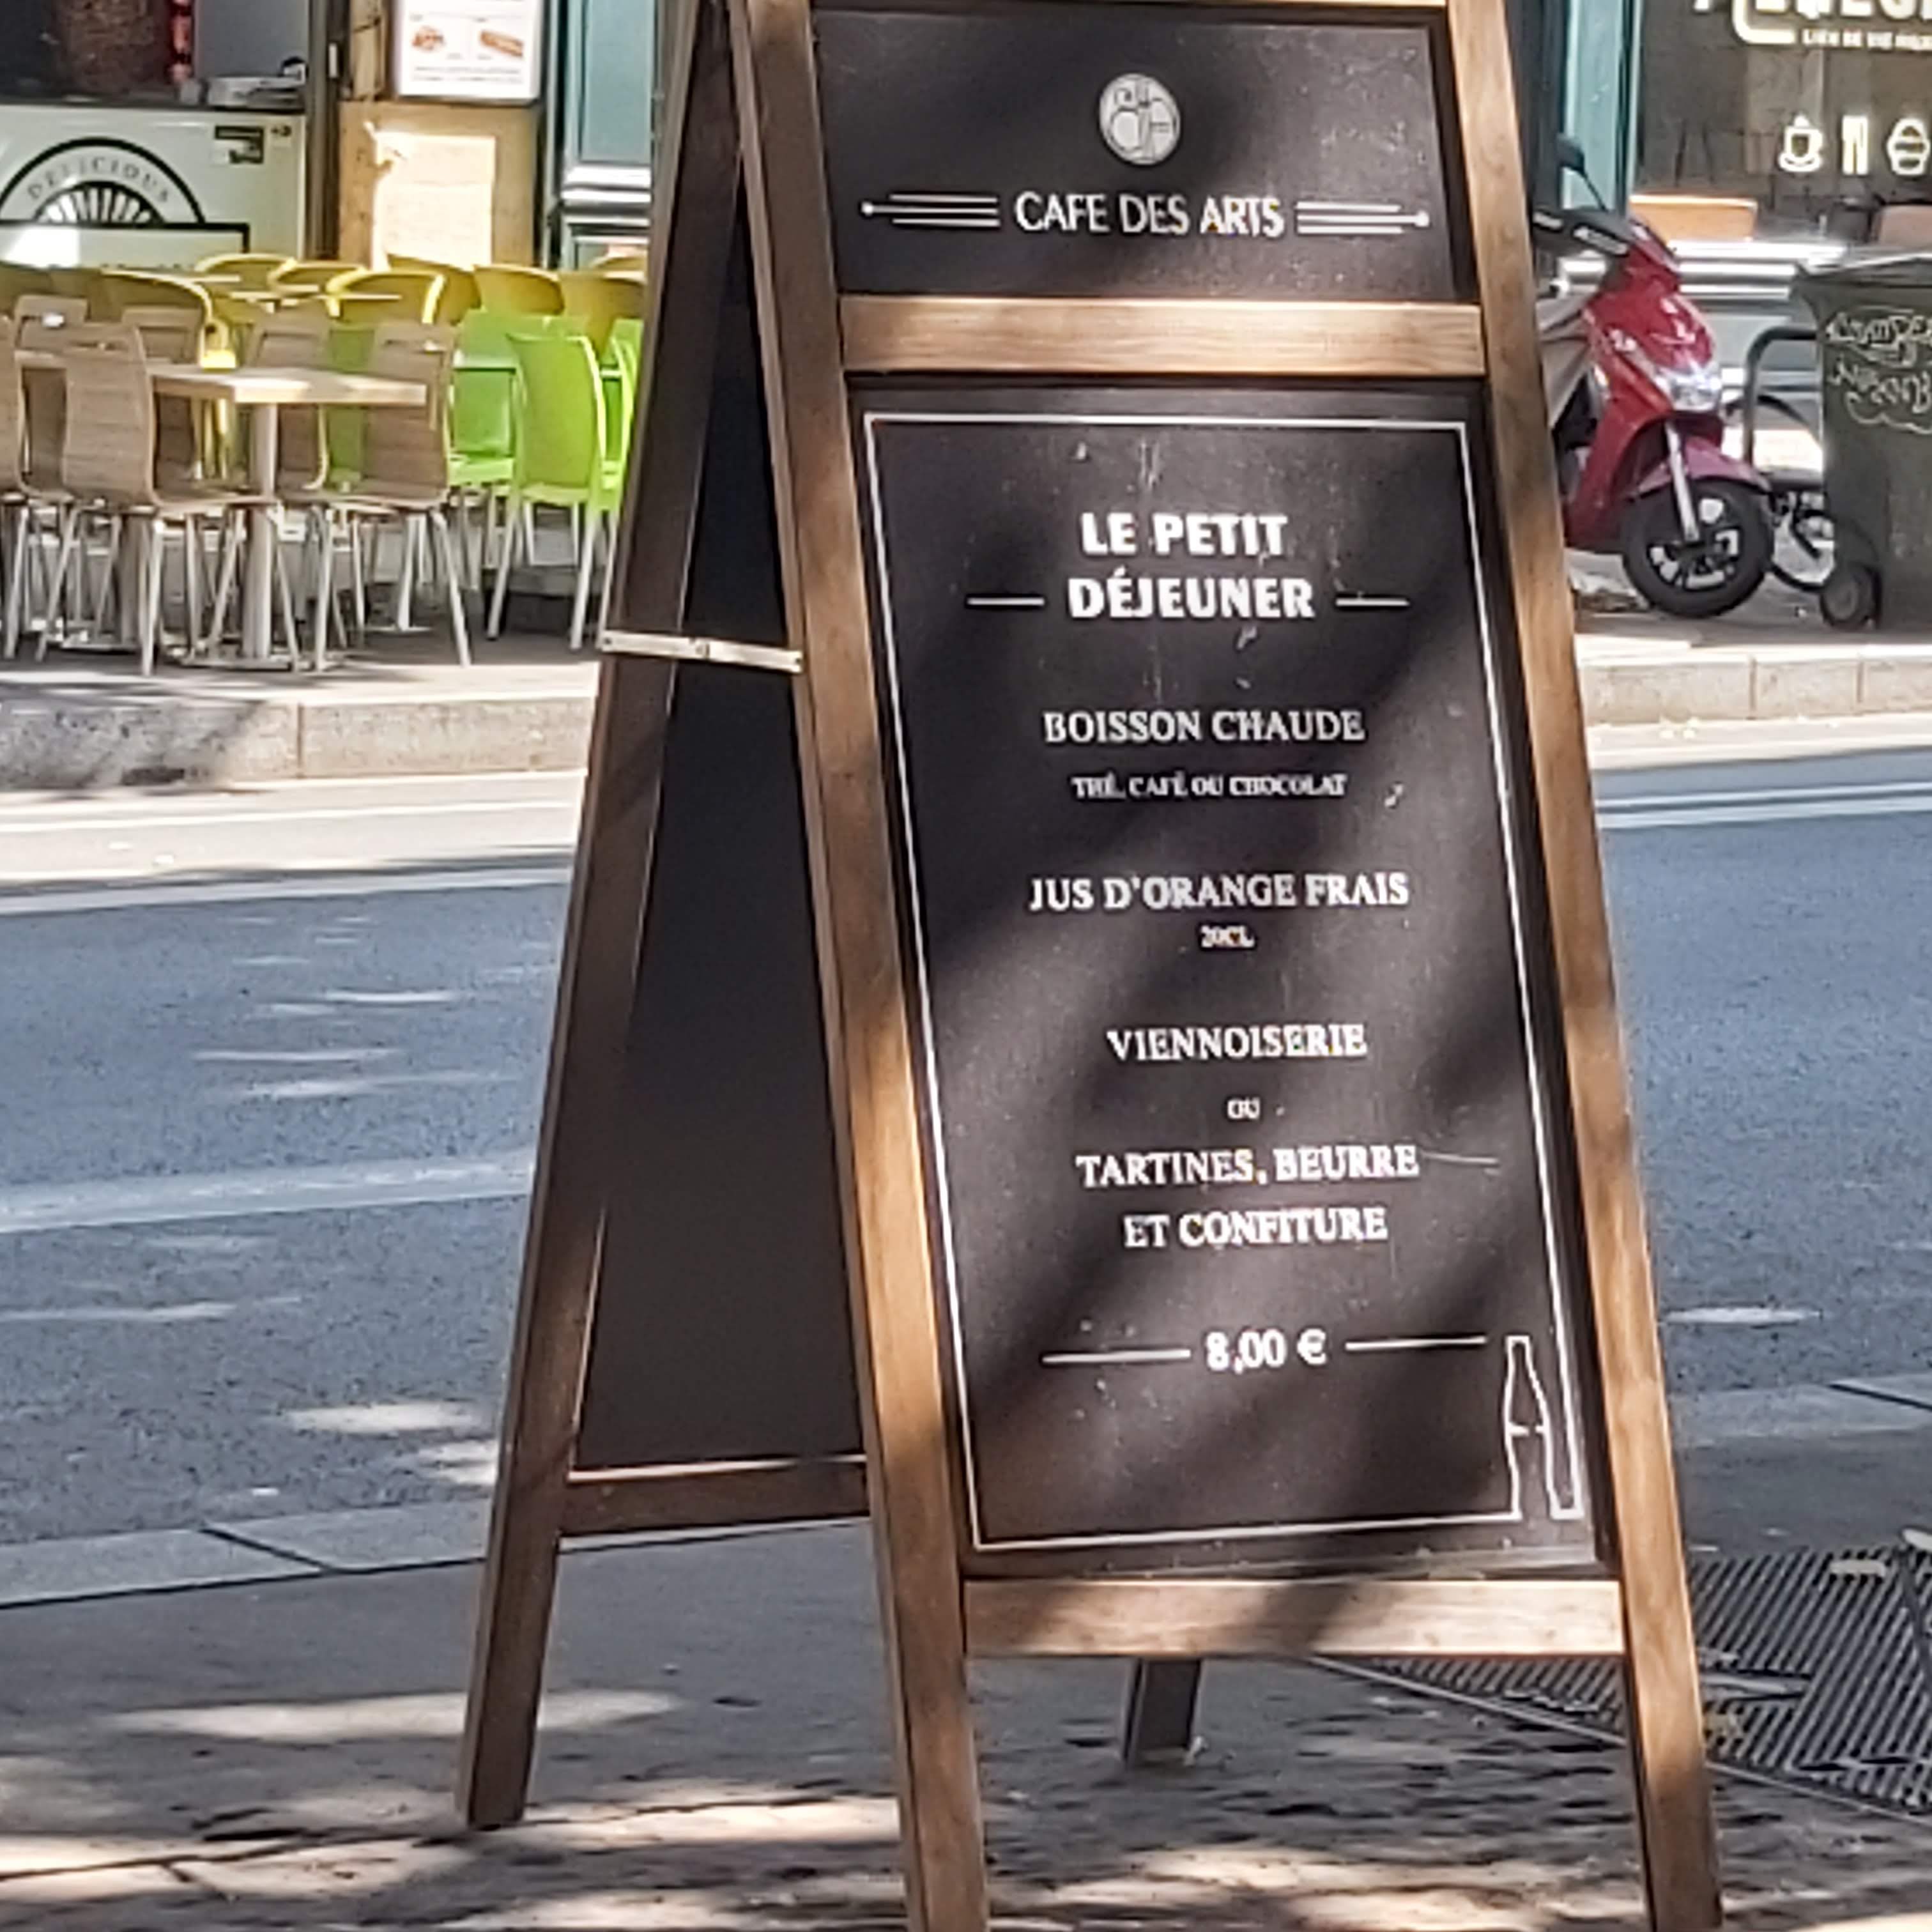 DELICIOUS
CAFE DES ARTS
LE PETIT
DÉJEUNER
BOISSON CHAUDE
THÉ, CAFÉ OU CHOCOLAT
JUS D'ORANGE FRAIS
20CL
VIENNOISERIE
OU
TARTINES, BEURRE
ET CONFITURE
8,00 €